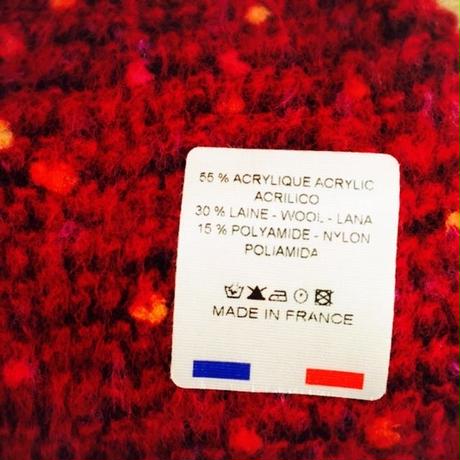 55 % ACRYLIQUE ACRYLIC
ACRILICO
30 % LAINE - WOOL - LANA
15 % POLYAMIDE - NYLON
POLIAMIDA
MADE IN FRANCE